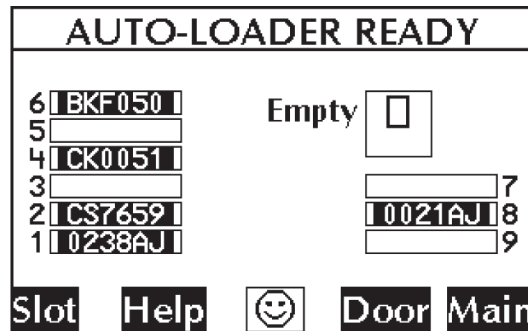 AUTO-LOADER READY
6 BKF050
Empty
5
4 CK0051
3
7
2 CS7659
0021AJ 8
1 0238AJ
9
Slot Help Door Main